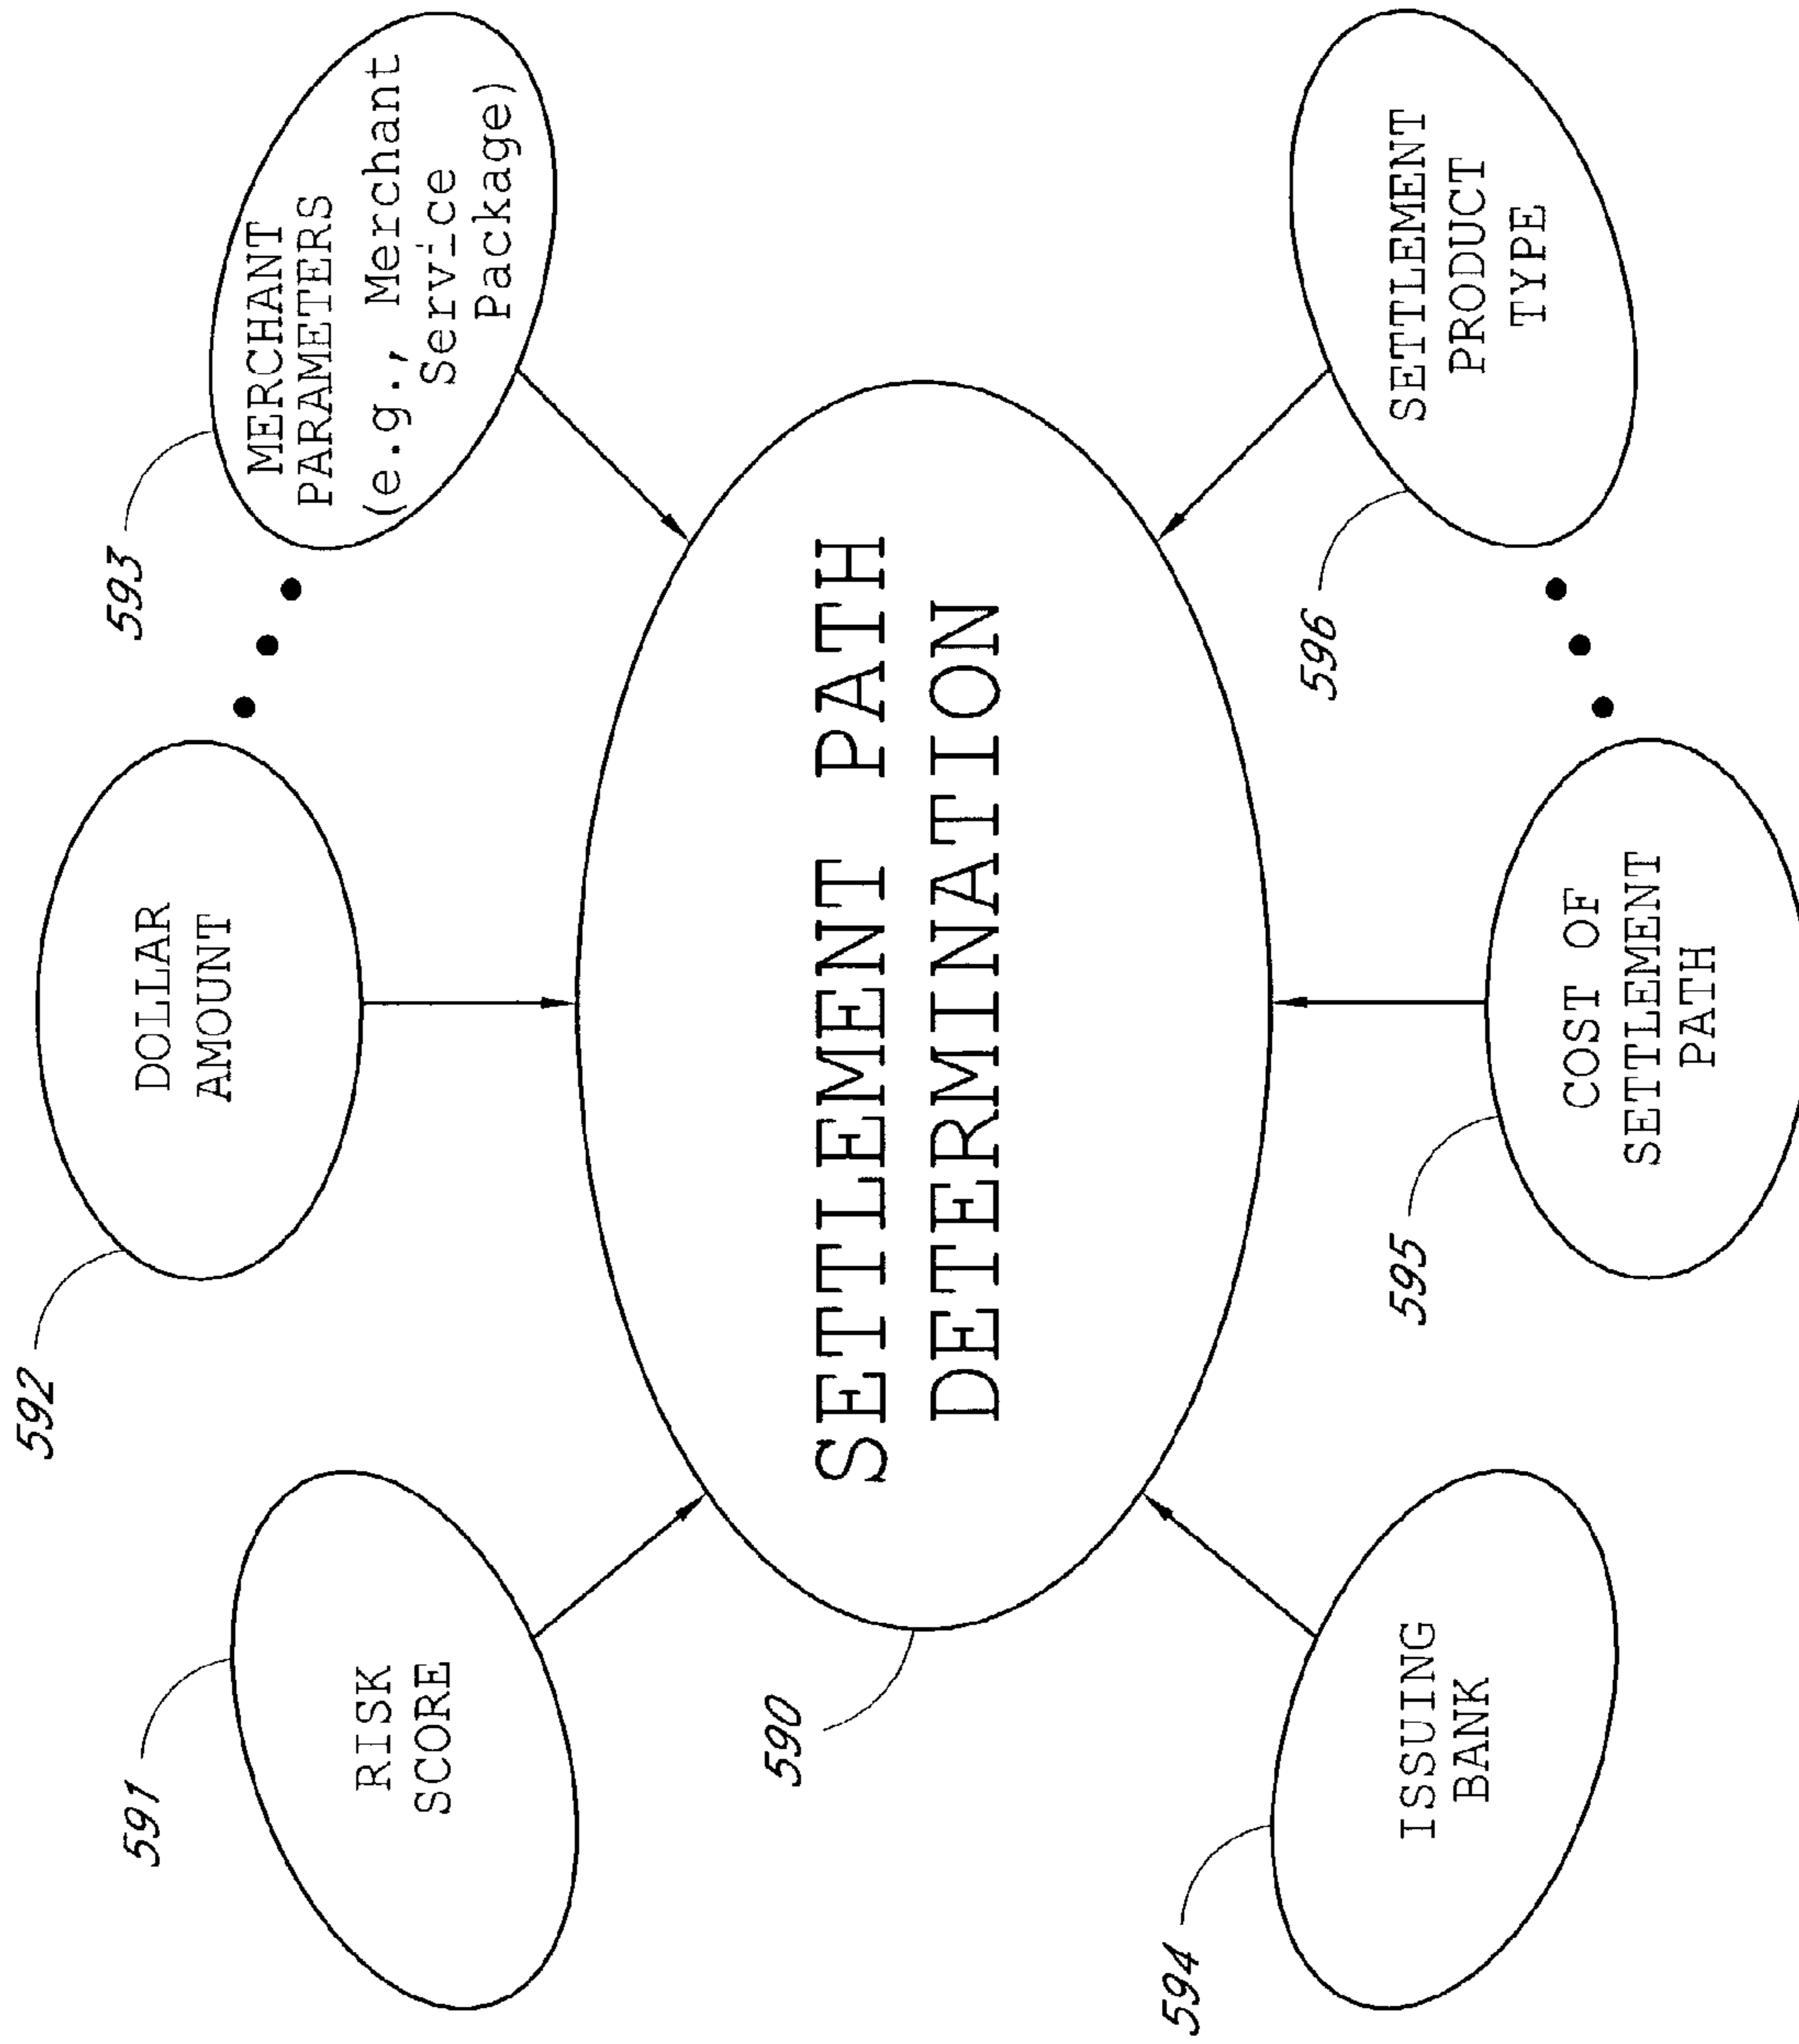 591
RISK
SCORE
592
DOLLAR
AMOUNT
593
MERCHANT
PARAMETERS
(e.g., Merchant
Service
Package)
590
SETTLEMENT PATH
DETERMINATION
594
ISSUING
BANK
595
COST OF
SETTLEMENT
PATH
596
SETTLEMENT
PRODUCT
TYPE